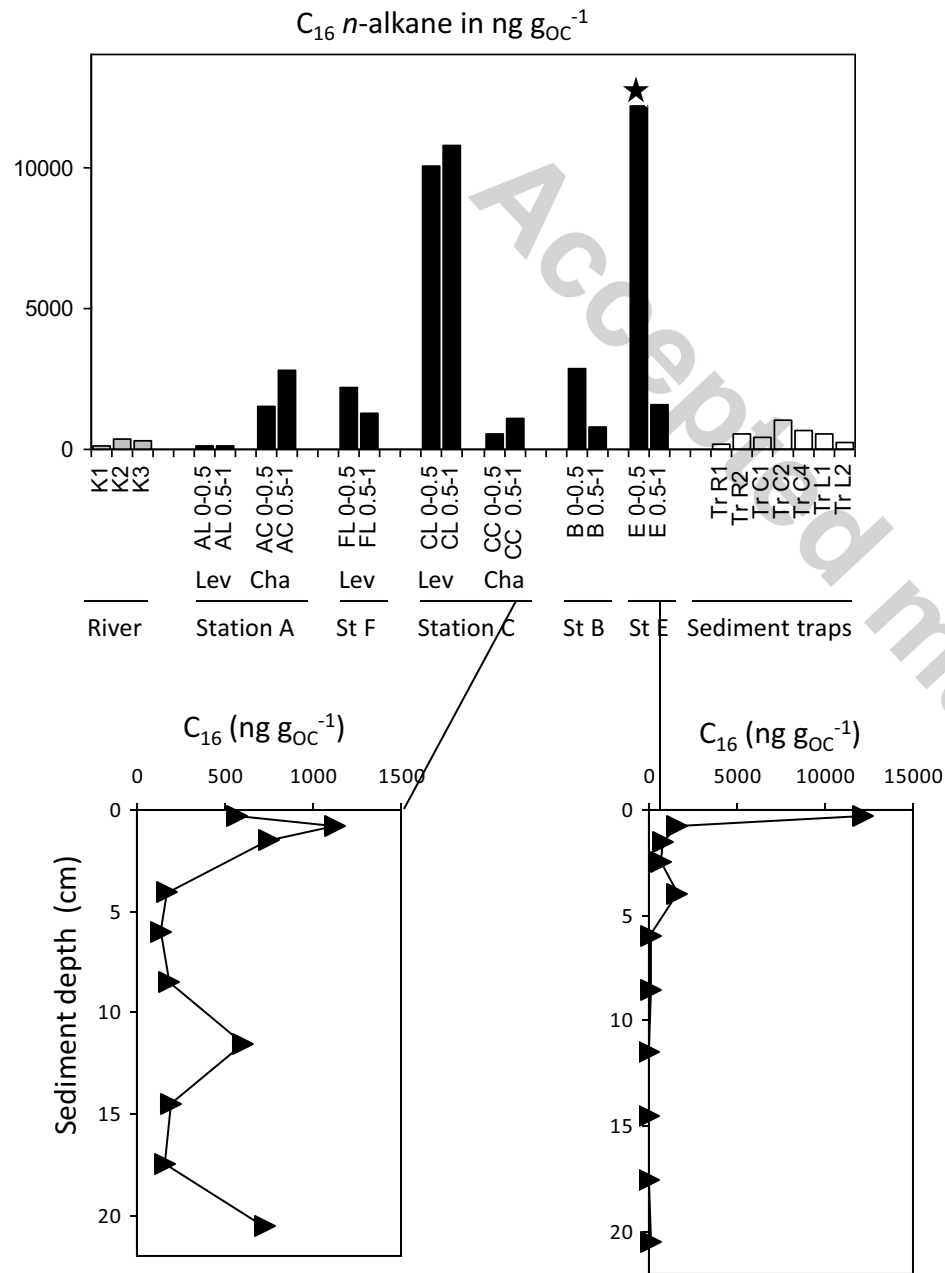 C16 n-alkane in ng gOC-1
10000
5000
0
K1
K2
K3
AL 0-0.5
AL 0.5-1
AC 0-0.5
AC 0.5-1
FL 0-0.5
FL 0.5-1
CL 0-0.5
CL 0.5-1
CC 0-0.5
CC 0.5-1
B 0-0.5
B 0.5-1
E 0-0.5
E 0.5-1
Tr R1
Tr R2
Tr C1
Tr C2
Tr C4
Tr L1
Tr L2
Lev Cha Lev Lev Cha
River Station A St F Station C St B St E Sediment traps
Accepted m
C16 (ng gOC-1)
0 500 1000 1500
0
5
10
15
20
Sediment depth (cm)
C16 (ng gOC-1)
0 5000 10000 15000
0
5
10
15
20